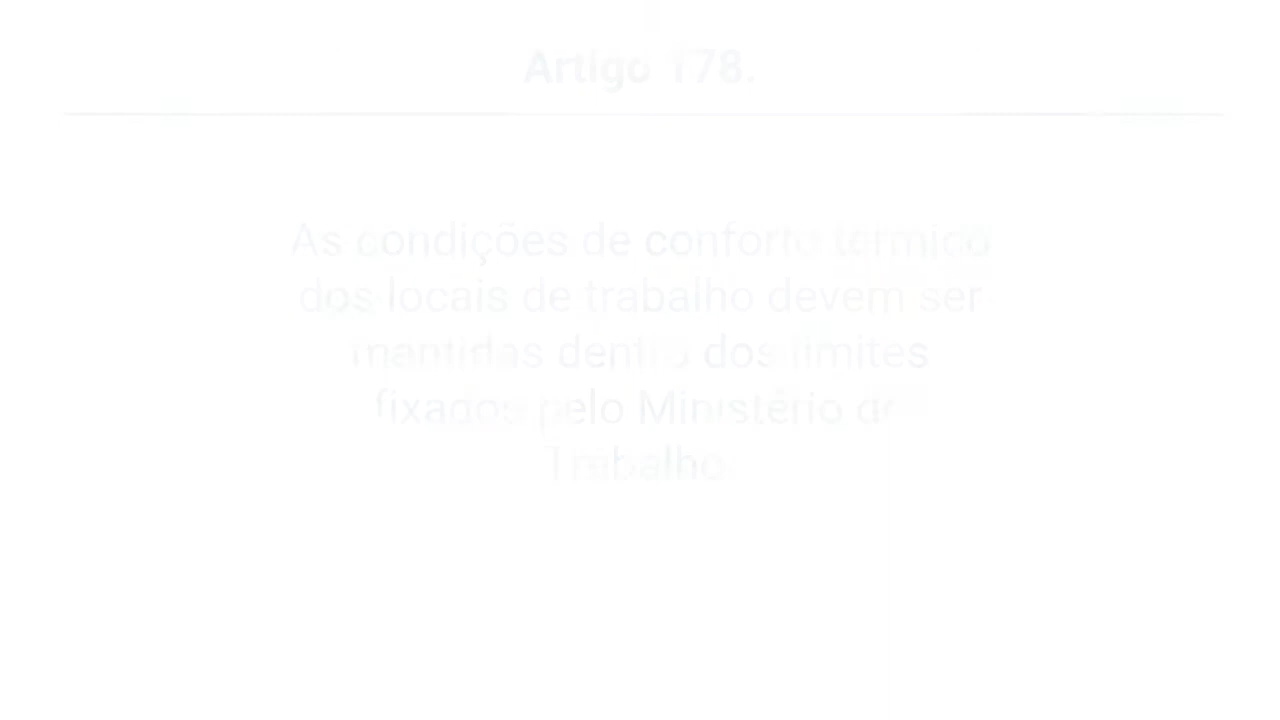 Artigo 178.
As condições de conforto térmico
dos locais de trabalho devem ser
mantidas dentro dos limites
fixados pelo Ministério do
Trabalho.